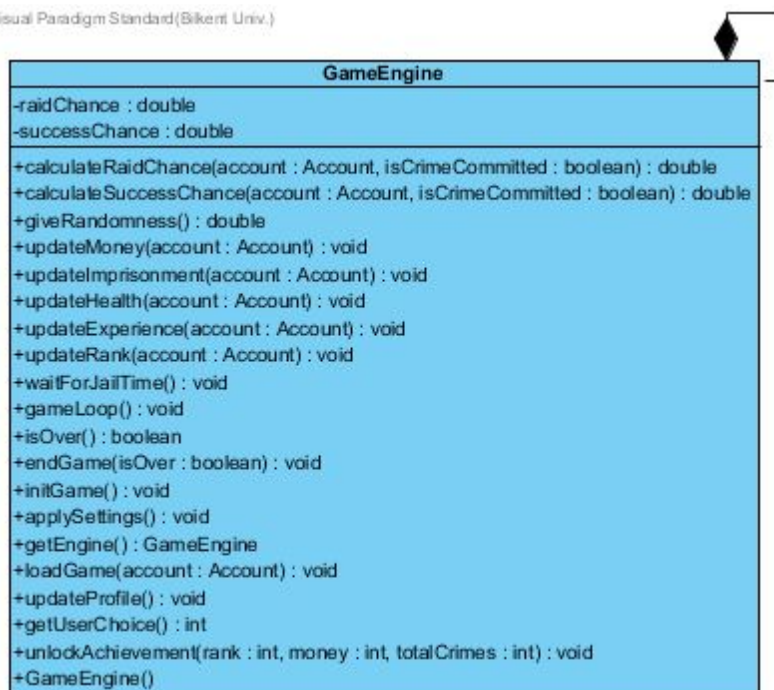 isual Paradigm Standard(Bilkent Univ.)
GameEngine
-raidChance : double
-successChance : double
+calculateRaidChance(account : Account, isCrimeCommitted : boolean) : double
+calculateSuccessChance(account : Account, isCrimeCommitted : boolean) : double
+giveRandomness() : double
+updateMoney(account : Account) : void
+updateImprisonment(account : Account) : void
+updateHealth(account : Account) : void
+updateExperience(account : Account) : void
+updateRank(account : Account) : void
+waitForJailTime() : void
+gameLoop() : void
+isOver() : boolean
+endGame(isOver : boolean) : void
+initGame() : void
+applySettings() : void
+getEngine() : GameEngine
+loadGame(account : Account) : void
+updateProfile() : void
+getUserChoice() : int
+unlockAchievement(rank : int, money : int, totalCrimes : int) : void
+GameEngine()